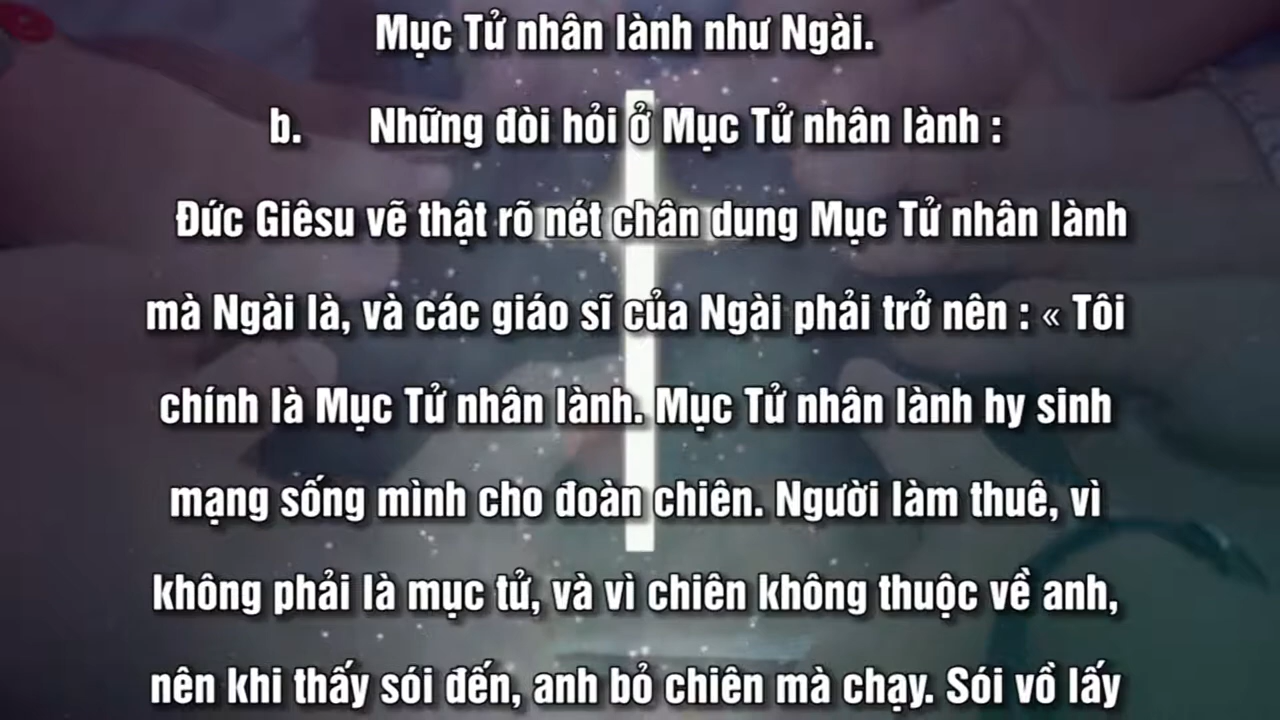 Mục Tử nhân lành như Ngài.
b. Những đòi hỏi ở Mục Tử nhân lành :
Đức Giêsu vẽ thật rõ nét chân dung Mục Tử nhân lành
mà Ngài là, và các giáo sĩ của Ngài phải trở nên : « Tôi
chính là Mục Tử nhân lành. Mục Tử nhân lành hy sinh
mạng sống mình cho đoàn chiên. Người làm thuê, vì
không phải là mục tử, và vì chiên không thuộc về anh,
nên khi thấy sói đến, anh bỏ chiên mà chạy. Sói vồ lấy